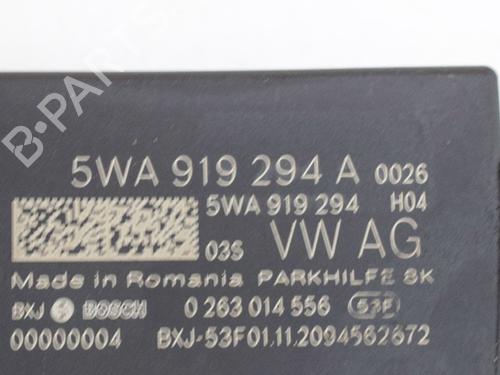 B-PARTS
5WA 919 294 A 0026
5WA 919 294 H04
03S VW AG
Made in Romania PARKHILFE 8K
BXJ BOSCH 0 263 014 556 53F
00000004 BXJ-53F01.11.2094562672